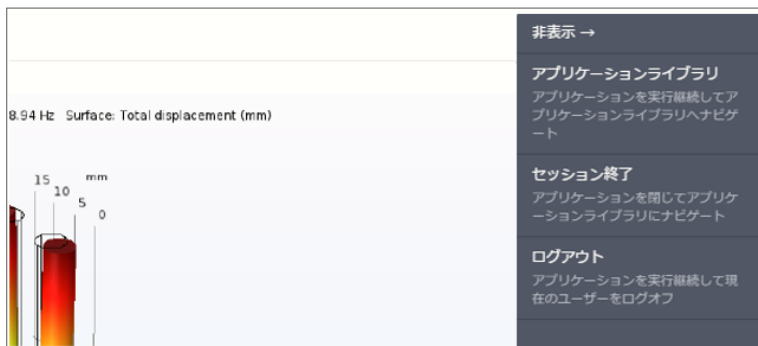 非表示 →
アプリケーションライブラリ
アプリケーションを実行継続してア
プリケーションライブラリへナビゲ
ート
8.94 Hz Surface: Total displacement (mm)
セッション終了
アプリケーションを閉じてアプリケ
ーションライブラリにナビゲート
mm
15
10
5
0
ログアウト
アプリケーションを実行継続して現
在のユーザーをログオフ